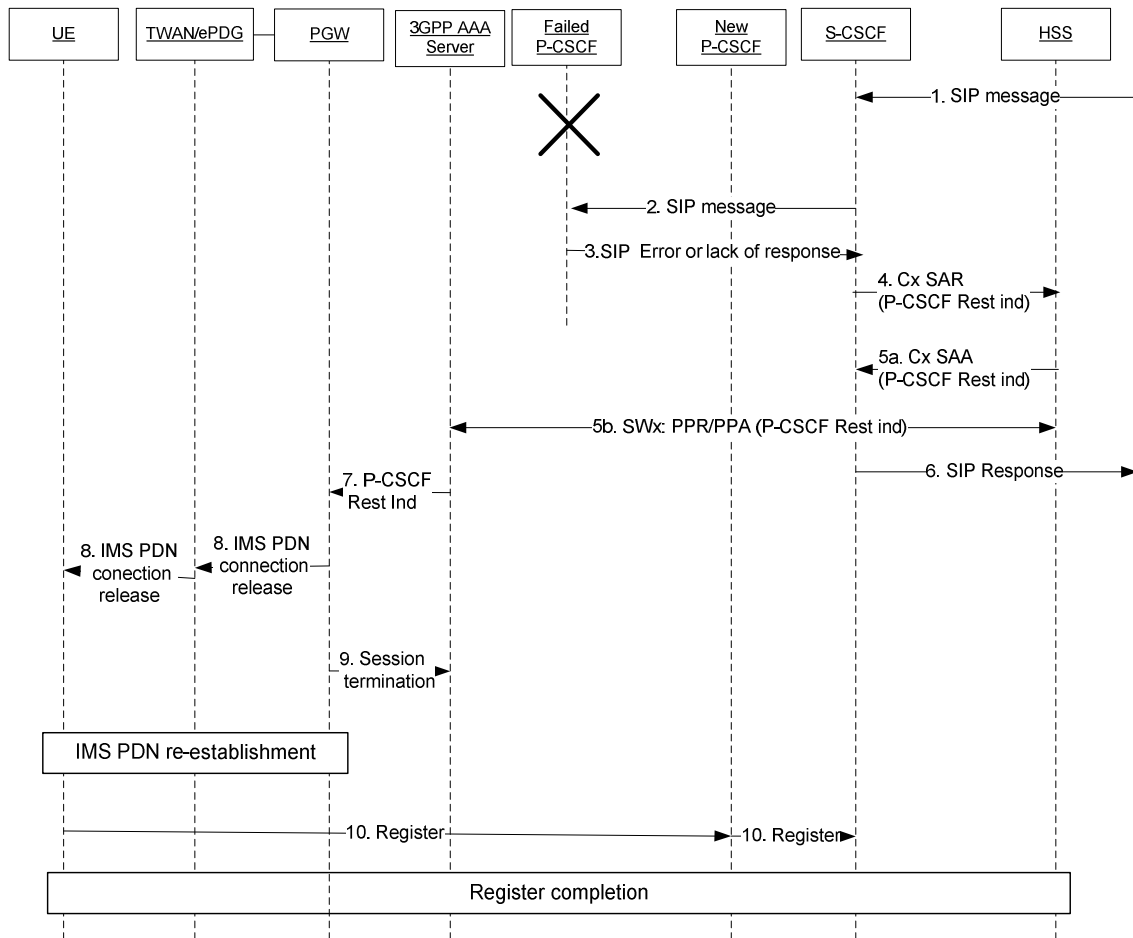 UE
TWAN/ePDG
PGW
3GPP AAA
Server
Failed
P-CSCF
New
P-CSCF
S-CSCF
HSS
1. SIP message
2. SIP message
3.SIP Error or lack of response
4. Cx SAR
(P-CSCF Rest ind)
5a. Cx SAA
(P-CSCF Rest ind)
5b. SWx: PPR/PPA (P-CSCF Rest ind)
6. SIP Response
7. P-CSCF
Rest Ind
8. IMS PDN
conection
release
8. IMS PDN
connection
release
9. Session
termination
IMS PDN re-establishment
10. Register
10. Register
Register completion